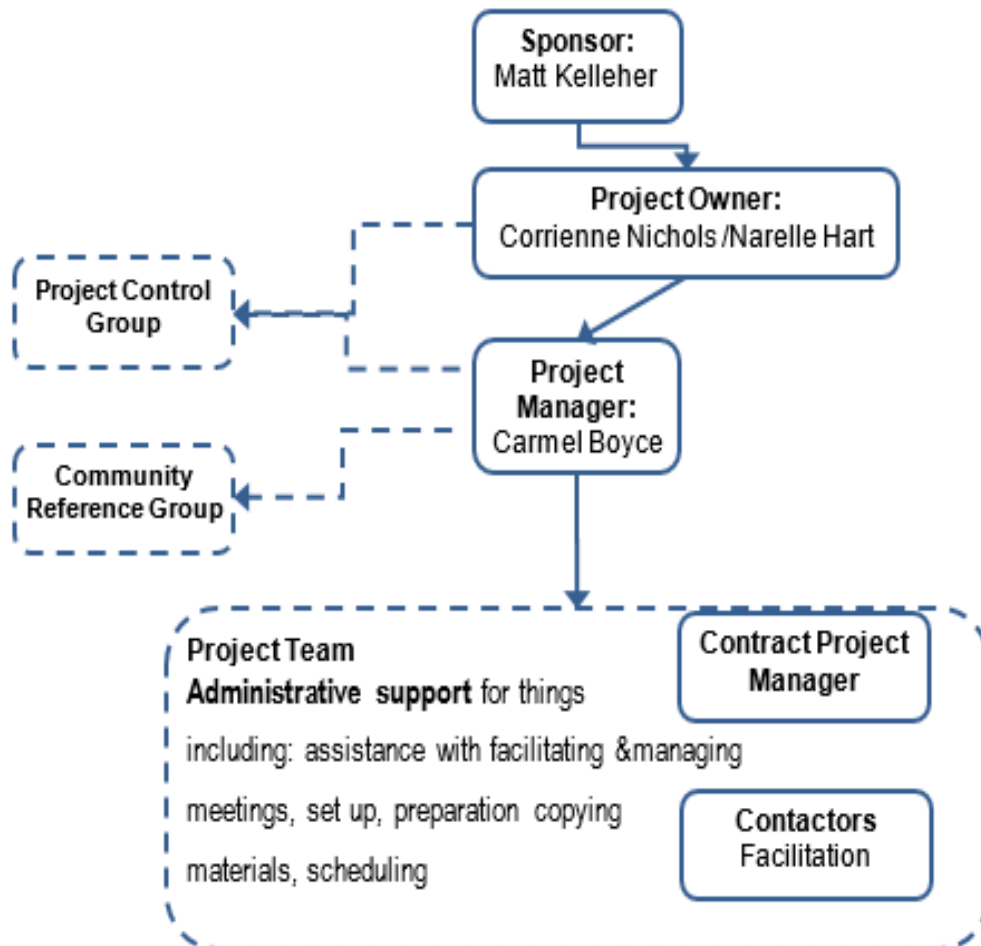 Sponsor:
Matt Kelleher
Project Owner:
Corrienne Nichols /Narelle Hart
Project Control
Group
Project
Manager:
Carmel Boyce
Community
Reference Group
Project Team
Administrative support for things
including: assistance with facilitating &managing
meetings, set up, preparation copying
materials, scheduling
Contract Project
Manager
Contactors
Facilitation